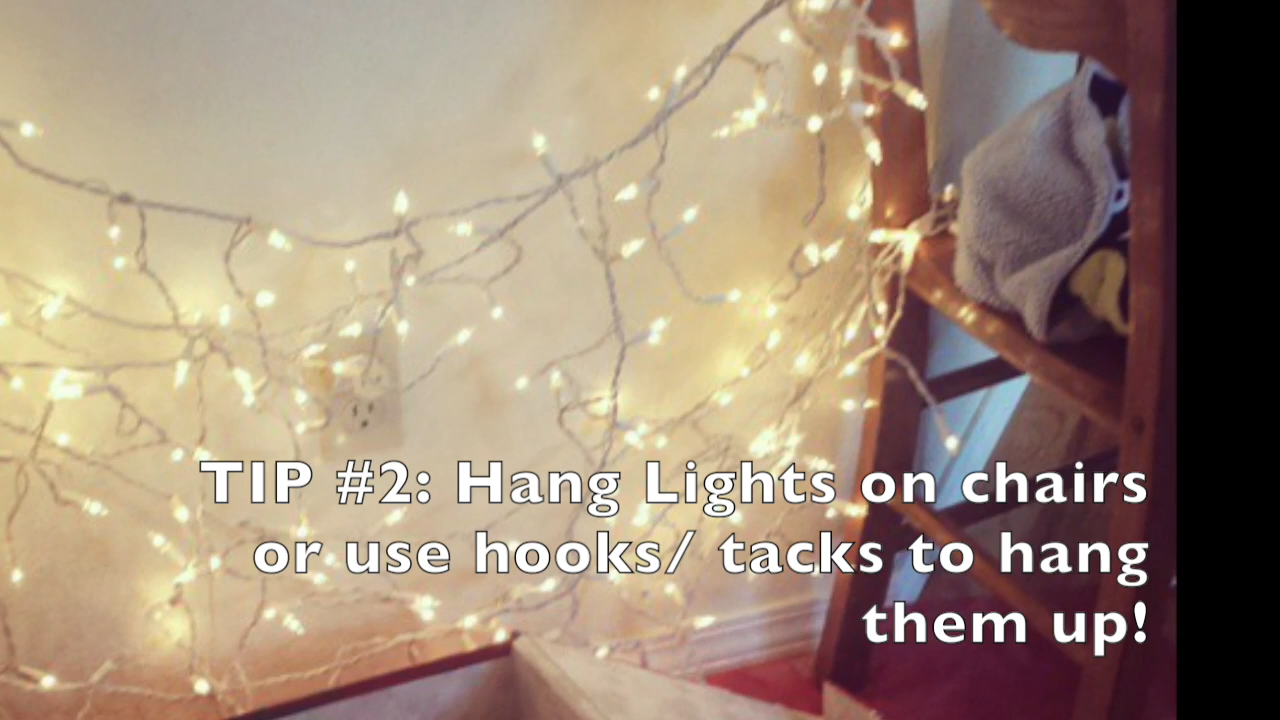 TIP #2: Hang Lights on chairs
or use hooks/ tacks to hang
them up!